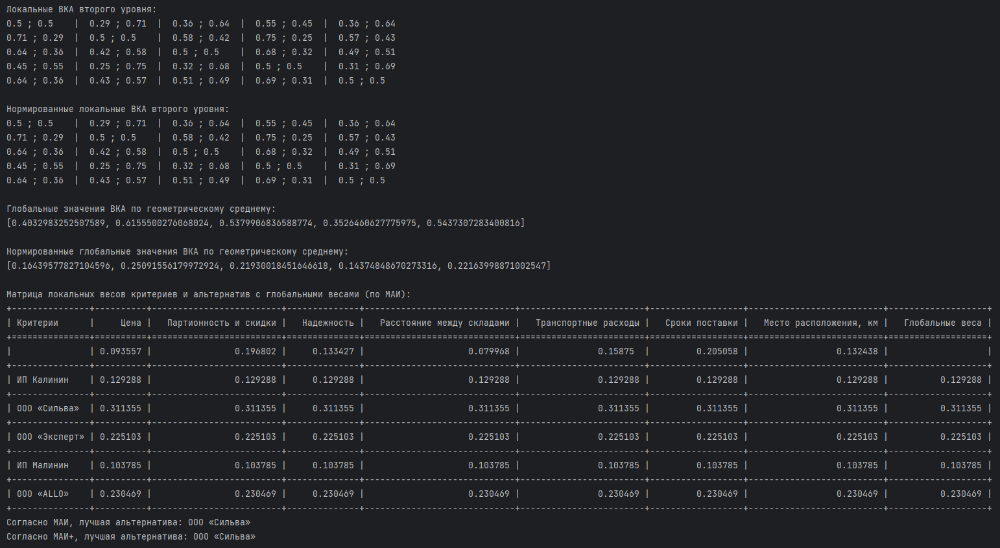 Локальные ВКА второго уровня:
0.5 ; 0.5    |  0.29 ; 0.71  |  0.36 ; 0.64  |  0.55 ; 0.45  |  0.36 ; 0.64
0.71 ; 0.29  |  0.5 ; 0.5    |  0.58 ; 0.42  |  0.75 ; 0.25  |  0.57 ; 0.43
0.64 ; 0.36  |  0.42 ; 0.58  |  0.5 ; 0.5    |  0.68 ; 0.32  |  0.49 ; 0.51
0.45 ; 0.55  |  0.25 ; 0.75  |  0.32 ; 0.68  |  0.5 ; 0.5    |  0.31 ; 0.69
0.64 ; 0.36  |  0.43 ; 0.57  |  0.51 ; 0.49  |  0.69 ; 0.31  |  0.5 ; 0.5
Нормированные локальные ВКА второго уровня:
0.5 ; 0.5    |  0.29 ; 0.71  |  0.36 ; 0.64  |  0.55 ; 0.45  |  0.36 ; 0.64
0.71 ; 0.29  |  0.5 ; 0.5    |  0.58 ; 0.42  |  0.75 ; 0.25  |  0.57 ; 0.43
0.64 ; 0.36  |  0.42 ; 0.58  |  0.5 ; 0.5    |  0.68 ; 0.32  |  0.49 ; 0.51
0.45 ; 0.55  |  0.25 ; 0.75  |  0.32 ; 0.68  |  0.5 ; 0.5    |  0.31 ; 0.69
0.64 ; 0.36  |  0.43 ; 0.57  |  0.51 ; 0.49  |  0.69 ; 0.31  |  0.5 ; 0.5
Глобальные значения ВКА по геометрическому среднему:
[0.4032983252507589, 0.6155500276068024, 0.5379906836588774, 0.3526460627775975, 0.5437307283400816]
Нормированные глобальные значения ВКА по геометрическому среднему:
[0.16439577827104596, 0.25091556179972924, 0.21930018451646618, 0.14374848670273316, 0.22163998871002547]
Матрица локальных весов критериев и альтернатив с глобальными весами (по МАИ):
| Критерии | Цена | Партионность и скидки | Надежность | Расстояние между складами | Транспортные расходы | Сроки поставки | Место расположения, км | Глобальные веса |
| | 0.093557 | 0.196802 | 0.133427 | 0.079968 | 0.15875 | 0.205058 | 0.132438 | |
| ИП Калинин | 0.129288 | 0.129288 | 0.129288 | 0.129288 | 0.129288 | 0.129288 | 0.129288 | 0.129288 |
| ООО «Сильва» | 0.311355 | 0.311355 | 0.311355 | 0.311355 | 0.311355 | 0.311355 | 0.311355 | 0.311355 |
| ООО «Эксперт» | 0.225103 | 0.225103 | 0.225103 | 0.225103 | 0.225103 | 0.225103 | 0.225103 | 0.225103 |
| ИП Малинин | 0.103785 | 0.103785 | 0.103785 | 0.103785 | 0.103785 | 0.103785 | 0.103785 | 0.103785 |
| ООО «ALLO» | 0.230469 | 0.230469 | 0.230469 | 0.230469 | 0.230469 | 0.230469 | 0.230469 | 0.230469 |
Согласно МАИ, лучшая альтернатива: ООО «Сильва»
Согласно МАИ+, лучшая альтернатива: ООО «Сильва»